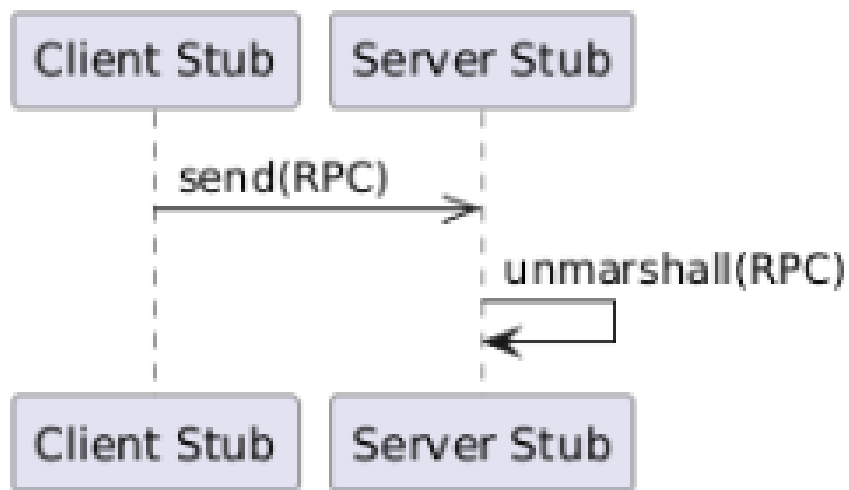 Client Stub
Server Stub
send(RPC)
unmarshall(RPC)
Client Stub
Server Stub